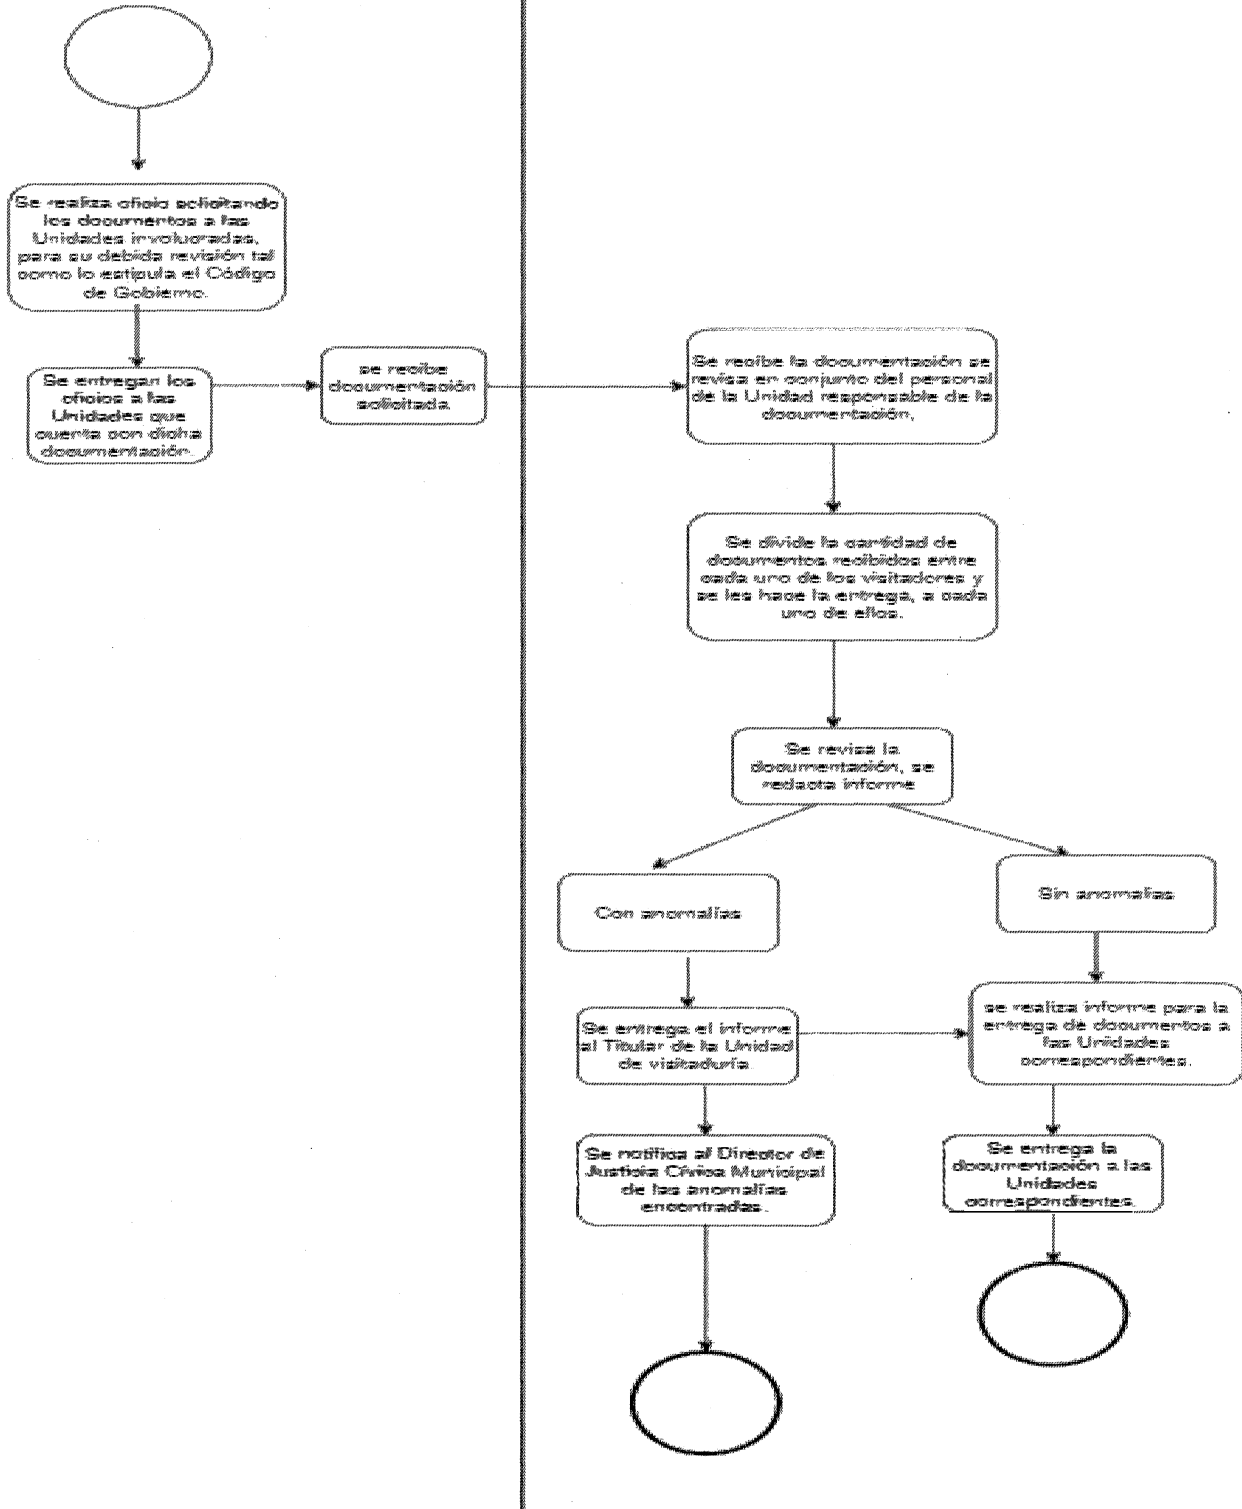 Se realiza oficio solicitando
los documentos a las
Unidades involucradas,
para su debida revisión tal
como lo estipula el Código
de Gobierno.
Se entregan los
oficios a las
Unidades que
cuenta con dicha
documentación.
se recibe
documentación
solicitada
Se recibe la documentación se
revisa en conjunto del personal
de la Unidad responsable de la
documentación,
Se divide la cantidad de
documentos recibidos entre
cada uno de los visitadores y
se les hace la entrega, a cada
uno de ellos.
Se revisa la
documentación, se
redacta informe
Con anomalías
Sin anomalías
Se entrega el informe
al Titular de la Unidad
de visitaduría.
se realiza informe para la
entrega de documentos a
las Unidades
correspondientes.
Se notifica al Director de
Justicia Cívica Municipal
de las anomalías
encontradas.
Se entrega la
documentación a las
Unidades
correspondientes.